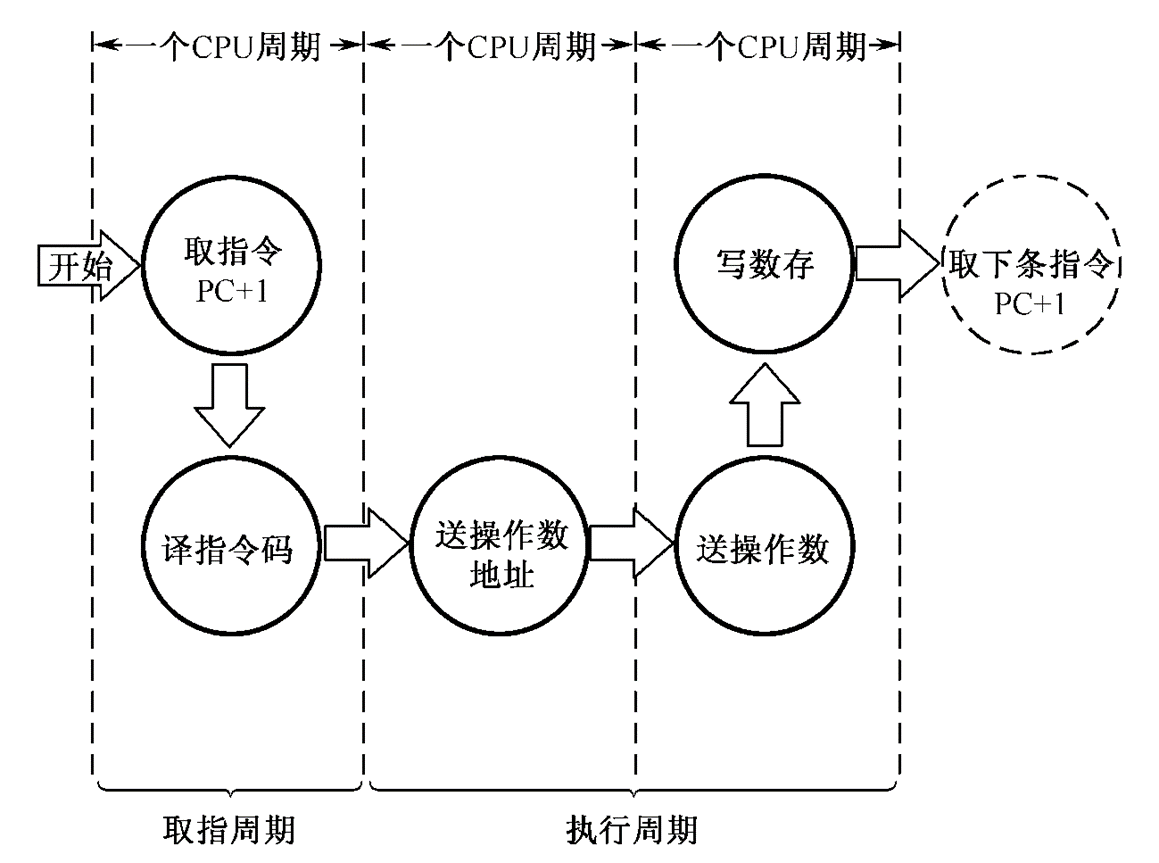 一个CPU周期
一个CPU周期
一个CPU周期
开始
取指令
PC+1
写数存
取下条指令
PC+1
译指令码
送操作数
地址
送操作数
取指周期
执行周期